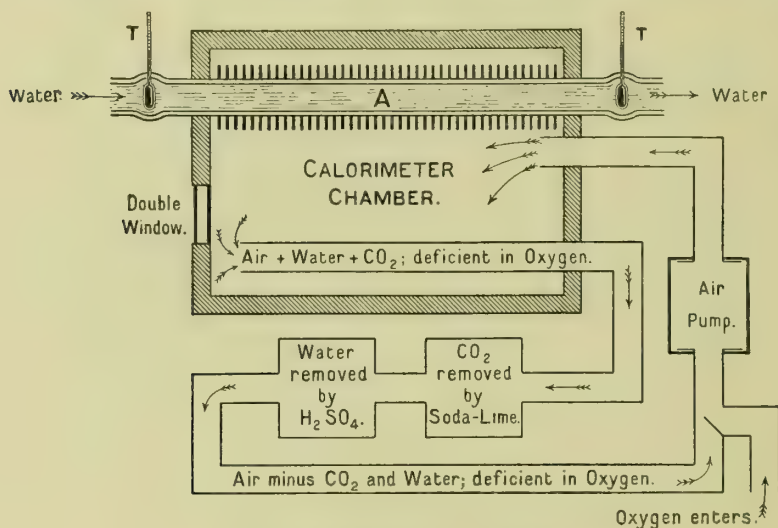 T
T
Water
A
Water
CALORIMETER
CHAMBER.
Double
Window.
Air + Water + CO₂; deficient in Oxygen.
Air
Pump.
Water
removed
by
H₂SO₄.
CO₂
removed
by
Soda-Lime.
Air minus CO₂ and Water; deficient in Oxygen.
Oxygen enters.